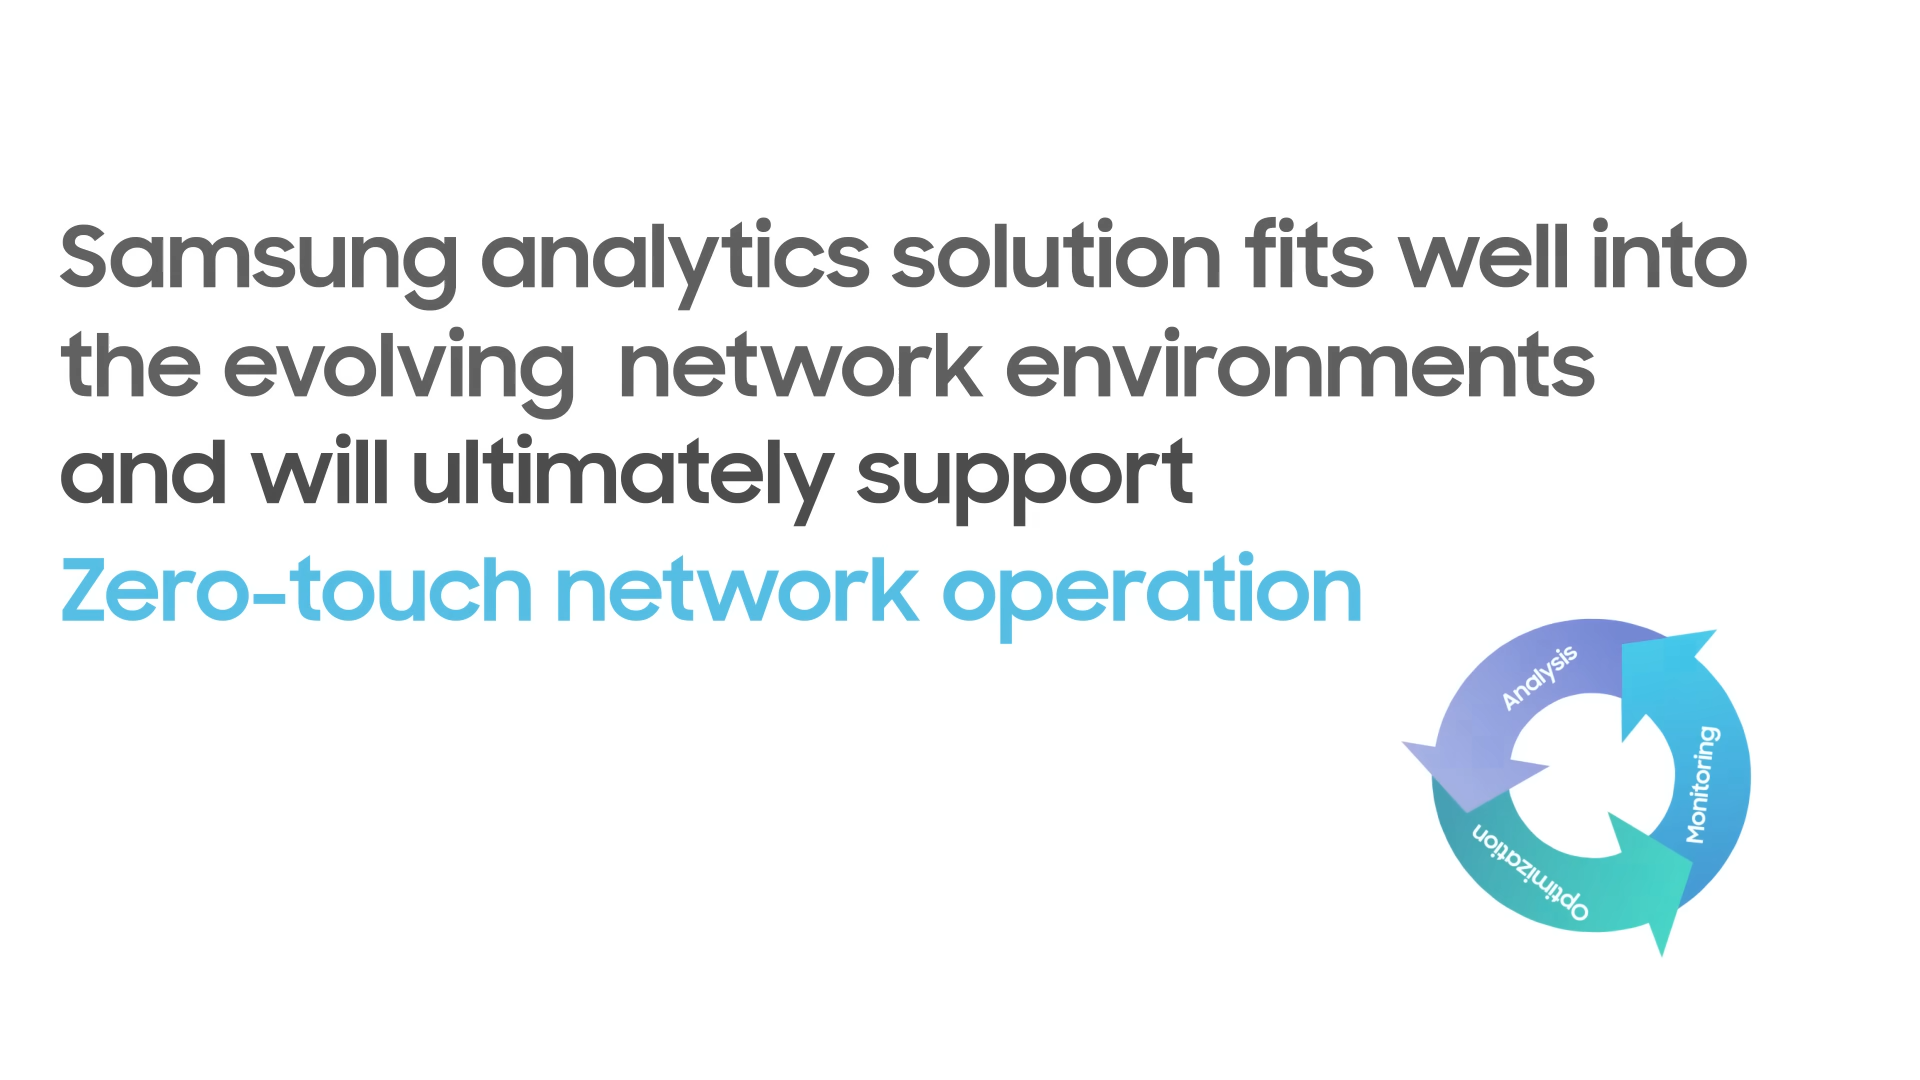 Samsung analytics solution fits well into
the evolving  network environments
and will ultimately support
Zero-touch network operation
Analysis
Monitoring
Optimization